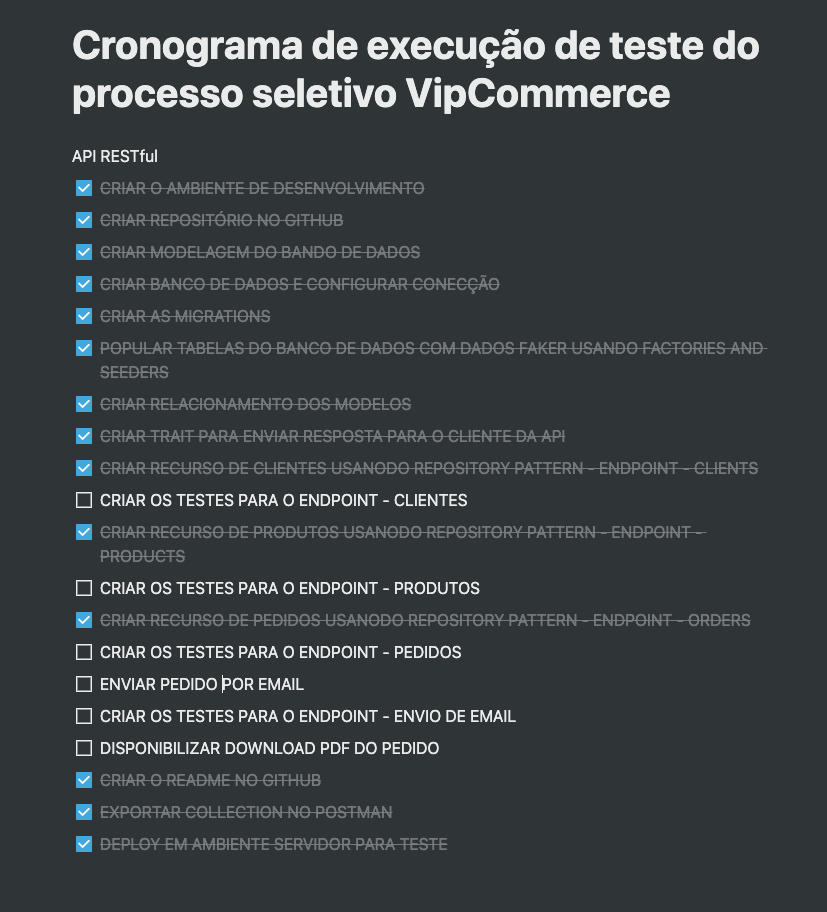 Cronograma de execução de teste do
processo seletivo VipCommerce
API RESTful
CRIAR O AMBIENTE DE DESENVOLVIMENTO
CRIAR REPOSITÓRIO NO GITHUB
CRIAR MODELAGEM DO BANDO DE DADOS
CRIAR BANCO DE DADOS E CONFIGURAR CONECÇÃO
CRIAR AS MIGRATIONS
POPULAR TABELAS DO BANCO DE DADOS COM DADOS FAKER USANDO FACTORIES AND
SEEDERS
CRIAR RELACIONAMENTO DOS MODELOS
CRIAR TRAIT PARA ENVIAR RESPOSTA PARA O CLIENTE DA API
CRIAR RECURSO DE CLIENTES USANODO REPOSITORY PATTERN - ENDPOINT - CLIENTS
CRIAR OS TESTES PARA O ENDPOINT - CLIENTES
CRIAR RECURSO DE PRODUTOS USANODO REPOSITORY PATTERN - ENDPOINT -
PRODUCTS
CRIAR OS TESTES PARA O ENDPOINT - PRODUTOS
CRIAR RECURSO DE PEDIDOS USANODO REPOSITORY PATTERN - ENDPOINT - ORDERS
CRIAR OS TESTES PARA O ENDPOINT - PEDIDOS
ENVIAR PEDIDO POR EMAIL
CRIAR OS TESTES PARA O ENDPOINT - ENVIO DE EMAIL
DISPONIBILIZAR DOWNLOAD PDF DO PEDIDO
CRIAR O README NO GITHUB
EXPORTAR COLLECTION NO POSTMAN
DEPLOY EM AMBIENTE SERVIDOR PARA TESTE